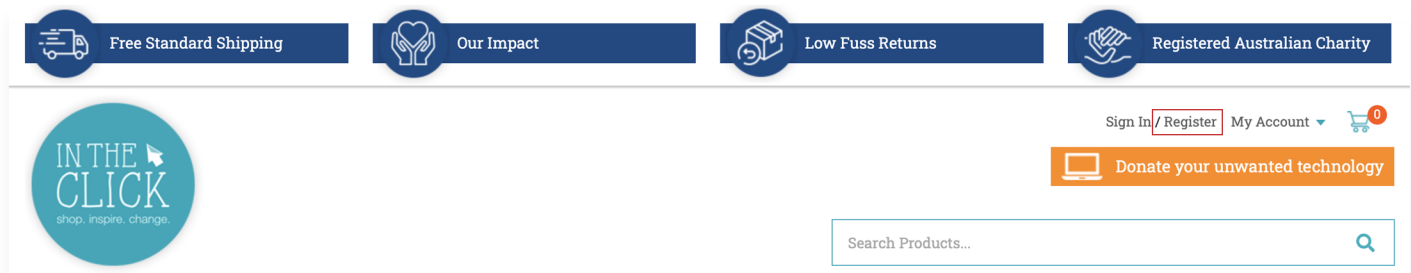 Free Standard Shipping
Our Impact
Low Fuss Returns
Registered Australian Charity
Sign In / Register My Account 0
IN THE
CLICK
shop. inspire. change.
Donate your unwanted technology
Search Products...